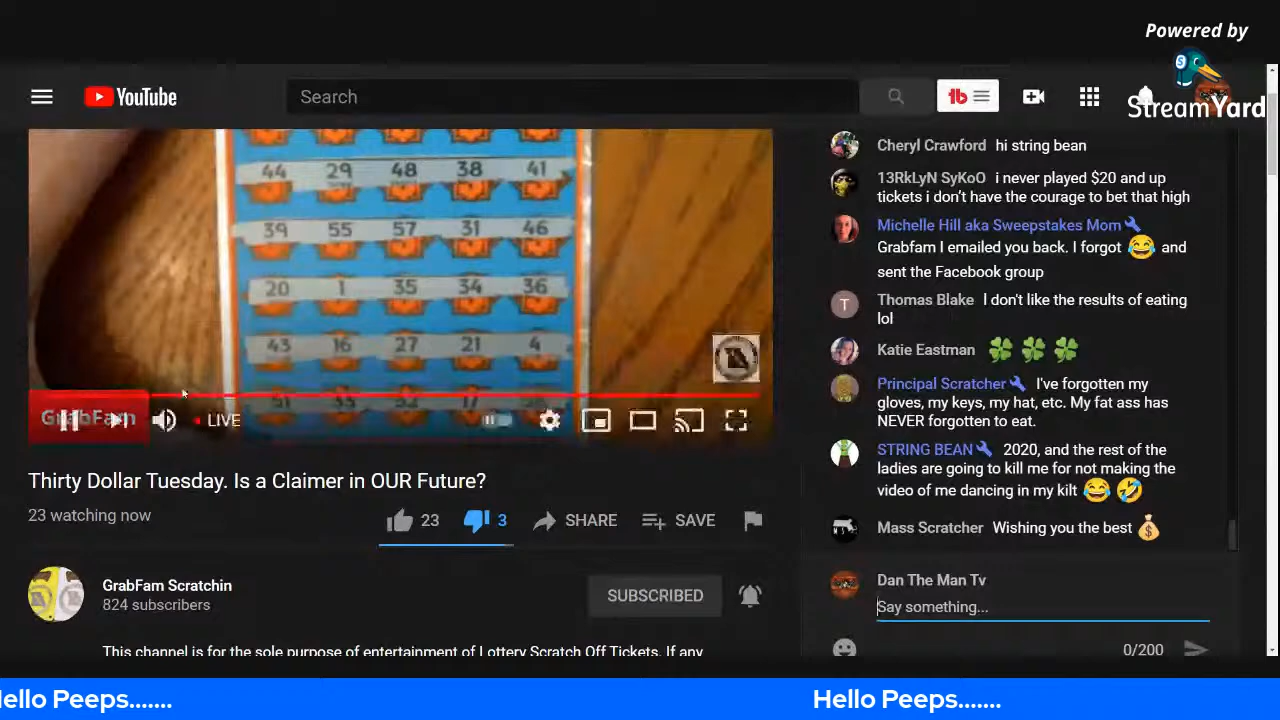 Powered by
StreamYard
YouTube
Search
tb
44 29 48 38 41
39 55 57 31 46
20 1 35 34 36
43 16 27 21 4
GrabFam
LIVE
Thirty Dollar Tuesday. Is a Claimer in OUR Future?
23 watching now
23 3 SHARE SAVE
GrabFam Scratchin
824 subscribers
SUBSCRIBED
This channel is for the sole purpose of entertainment of Lottery Scratch Off Tickets. If any
Cheryl Crawford hi string bean
13RkLyN SyKoO i never played $20 and up
tickets i don't have the courage to bet that high
Michelle Hill aka Sweepstakes Mom
Grabfam I emailed you back. I forgot 😂 and
sent the Facebook group
T Thomas Blake I don't like the results of eating
lol
Katie Eastman 🍀 🍀 🍀
Principal Scratcher I've forgotten my
gloves, my keys, my hat, etc. My fat ass has
NEVER forgotten to eat.
STRING BEAN 2020, and the rest of the
ladies are going to kill me for not making the
video of me dancing in my kilt 😂 🤣
Mass Scratcher Wishing you the best 💰
Dan The Man Tv
Say something...
0/200
ello Peeps.......
Hello Peeps.......